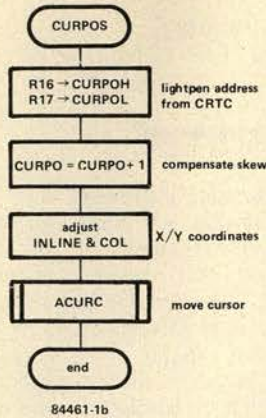 CURPOS
R16 → CURPOH
R17 → CURPOL
lightpen address
from CRTC
CURPO = CURPO + 1
compensate skew
adjust
INLINE & COL
X/Y coordinates
ACURC
move cursor
end
84461-1b